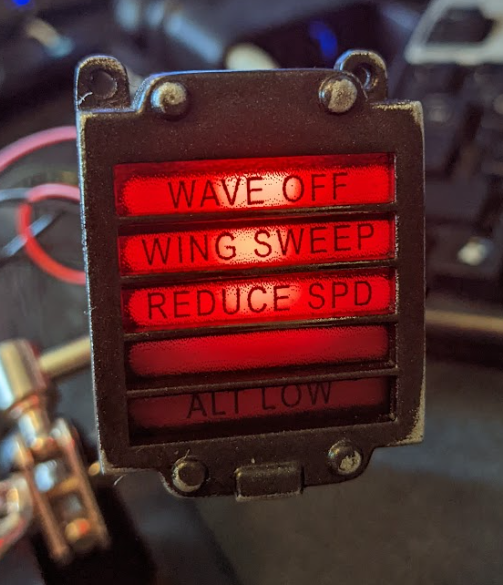 WAVE OFF
WING SWEEP
REDUCE SPD
ALT LOW